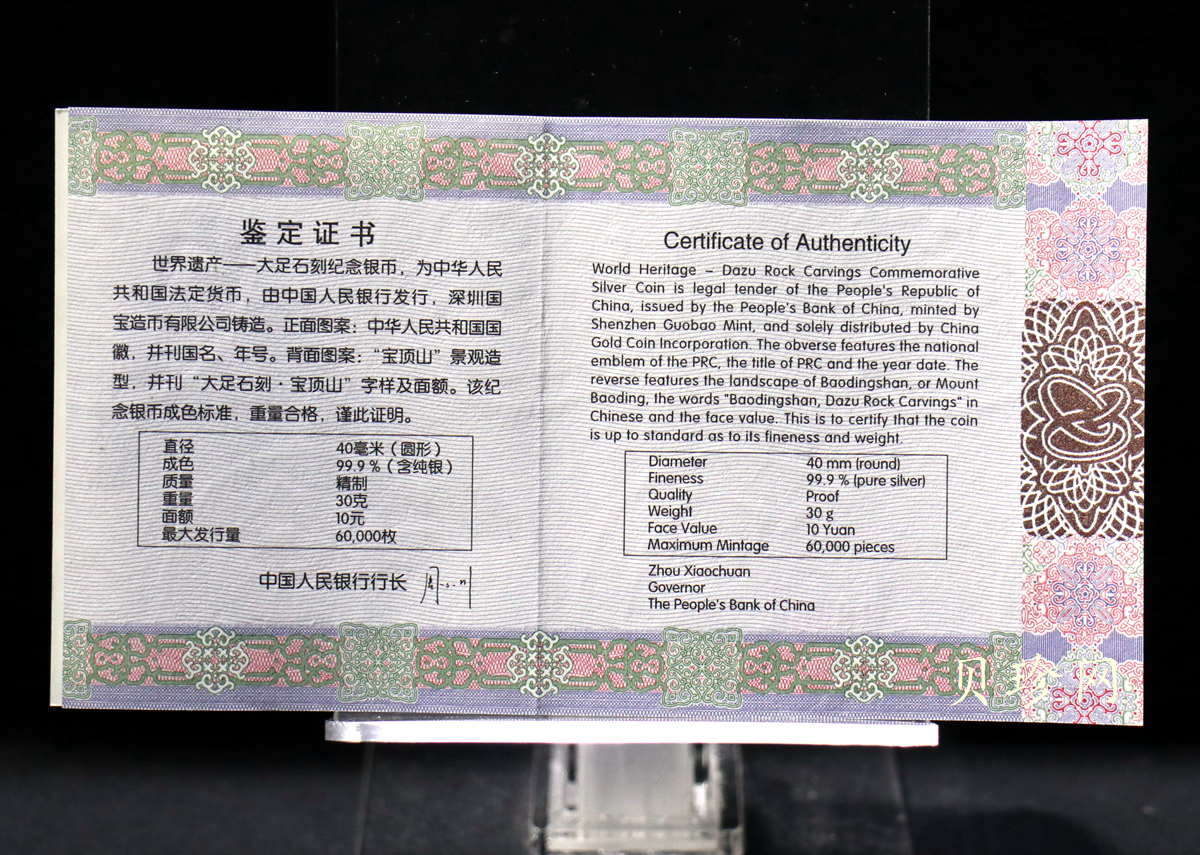 鉴定证书
世界遗产——大足石刻纪念银币，为中华人民
共和国法定货币，由中国人民银行发行，深圳国
宝造币有限公司铸造。正面图案：中华人民共和国国
徽，并刊国名、年号。背面图案：“宝顶山”景观造
型，并刊“大足石刻·宝顶山”字样及面额。该纪
念银币成色标准，重量合格，谨此证明。
直径 40毫米（圆形）
成色 99.9％（含纯银）
质量 精制
重量 30克
面额 10元
最大发行量 60,000枚
中国人民银行行长
Certificate of Authenticity
World Heritage – Dazu Rock Carvings Commemorative
Silver Coin is legal tender of the People's Republic of
China, issued by the People's Bank of China, minted by
Shenzhen Guobao Mint, and solely distributed by China
Gold Coin Incorporation. The obverse features the national
emblem of the PRC, the title of PRC and the year date. The
reverse features the landscape of Baodingshan, or Mount
Baoding, the words "Baodingshan, Dazu Rock Carvings" in
Chinese and the face value. This is to certify that the coin
is up to standard as to its fineness and weight.
Diameter 40 mm (round)
Fineness 99.9 % (pure silver)
Quality Proof
Weight 30 g
Face Value 10 Yuan
Maximum Mintage 60,000 pieces
Zhou Xiaochuan
Governor
The People's Bank of China
贝珍网